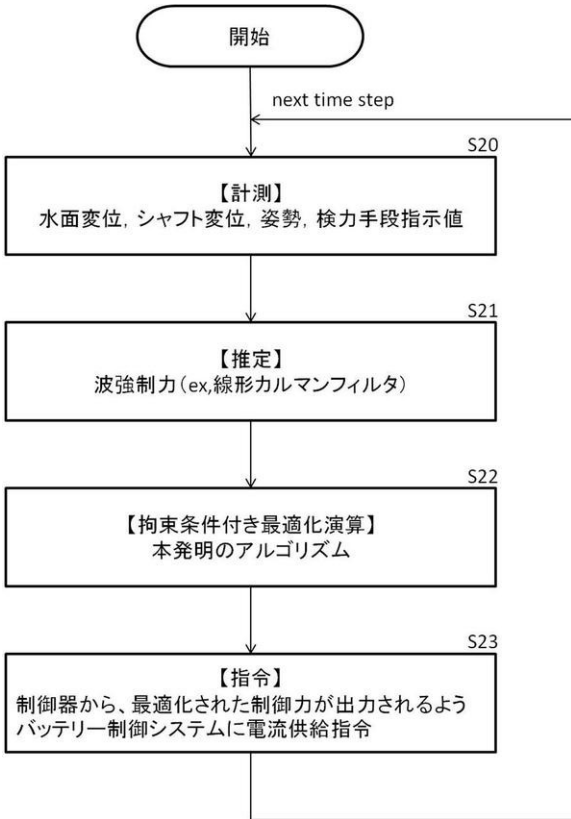 開始
next time step
S20
【計測】
水面変位, シャフト変位, 姿勢, 検力手段指示値
S21
【推定】
波強制力(ex,線形カルマンフィルタ)
S22
【拘束条件付き最適化演算】
本発明のアルゴリズム
S23
【指令】
制御器から、最適化された制御力が出力されるよう
バッテリー制御システムに電流供給指令